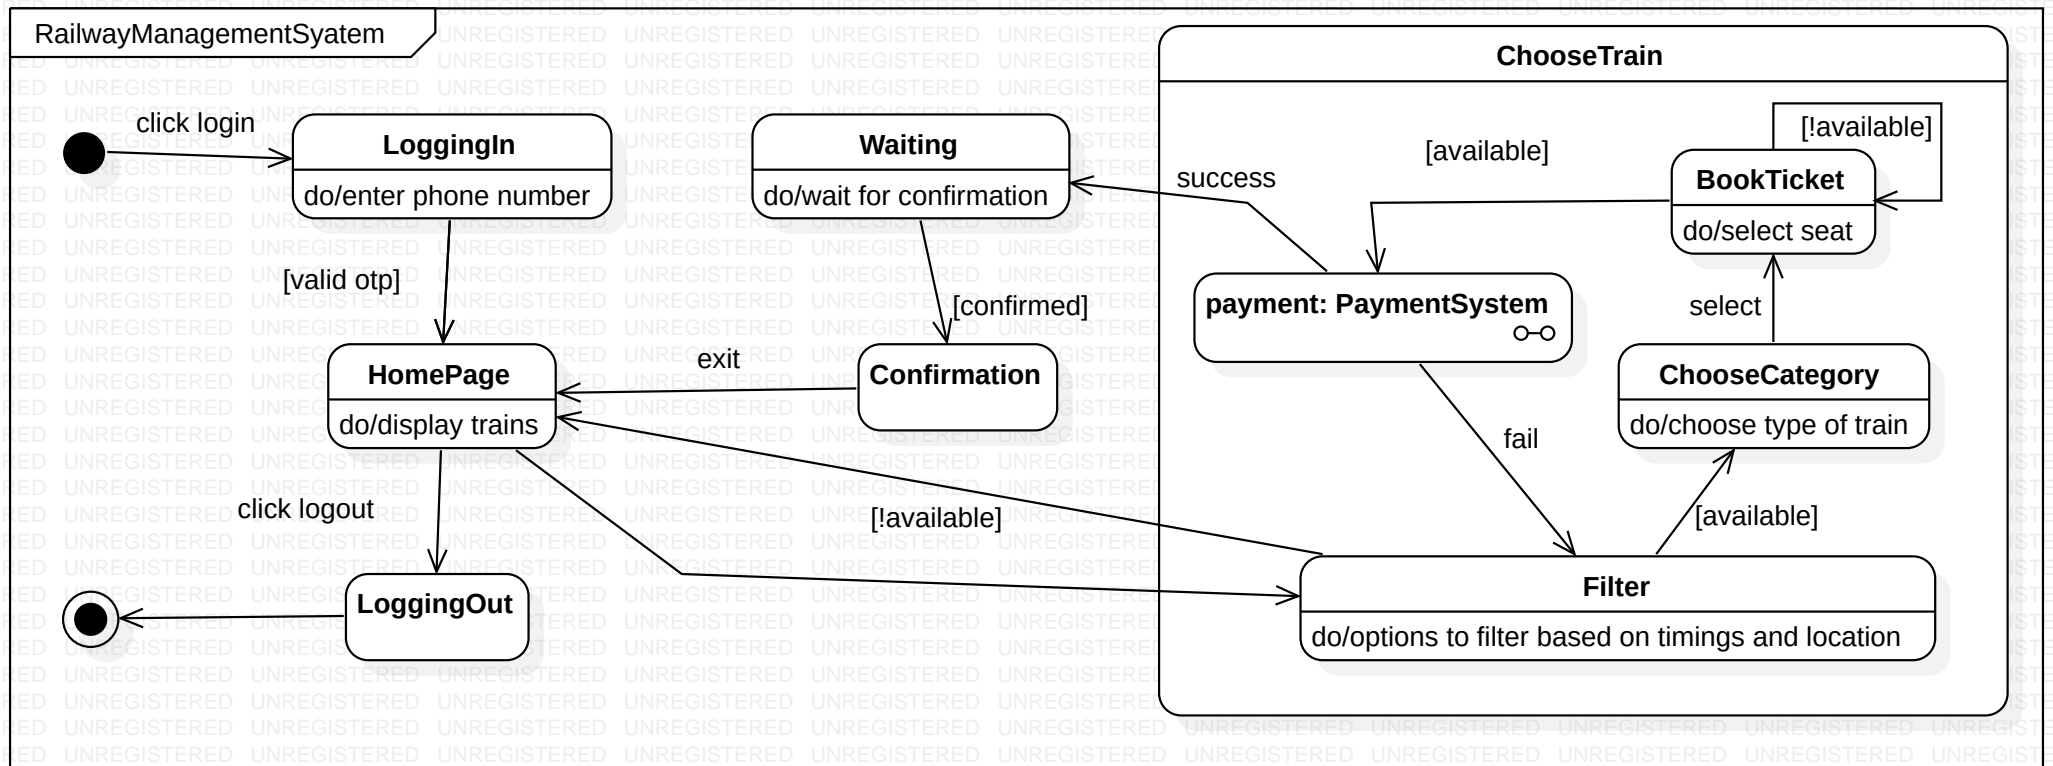 RailwayManagementSyatem
ChooseTrain
click login
LoggingIn
do/enter phone number
Waiting
do/wait for confirmation
success
[available]
[!available]
BookTicket
do/select seat
[valid otp]
[confirmed]
payment: PaymentSystem
select
HomePage
do/display trains
exit
Confirmation
ChooseCategory
do/choose type of train
fail
click logout
[!available]
[available]
LoggingOut
Filter
do/options to filter based on timings and location
UNREGISTERED